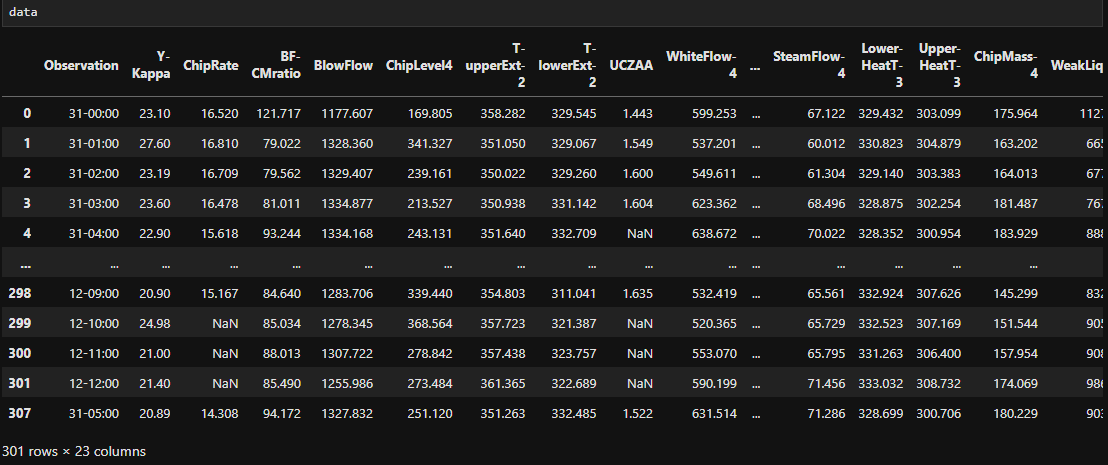 data
Observation Y-Kappa ChipRate BF-CMratio BlowFlow ChipLevel4 T-upperExt-2 T-lowerExt-2 UCZAA WhiteFlow-4 ... SteamFlow-4 Lower-HeatT-3 Upper-HeatT-3 ChipMass-4 WeakLiq
0 31-00:00 23.10 16.520 121.717 1177.607 169.805 358.282 329.545 1.443 599.253 ... 67.122 329.432 303.099 175.964 1127
1 31-01:00 27.60 16.810 79.022 1328.360 341.327 351.050 329.067 1.549 537.201 ... 60.012 330.823 304.879 163.202 665
2 31-02:00 23.19 16.709 79.562 1329.407 239.161 350.022 329.260 1.600 549.611 ... 61.304 329.140 303.383 164.013 677
3 31-03:00 23.60 16.478 81.011 1334.877 213.527 350.938 331.142 1.604 623.362 ... 68.496 328.875 302.254 181.487 767
4 31-04:00 22.90 15.618 93.244 1334.168 243.131 351.640 332.709 NaN 638.672 ... 70.022 328.352 300.954 183.929 888
... ... ... ... ... ... ... ... ... ... ... ... ... ... ... ...
298 12-09:00 20.90 15.167 84.640 1283.706 339.440 354.803 311.041 1.635 532.419 ... 65.561 332.924 307.626 145.299 832
299 12-10:00 24.98 NaN 85.034 1278.345 368.564 357.723 321.387 NaN 520.365 ... 65.729 332.523 307.169 151.544 905
300 12-11:00 21.00 NaN 88.013 1307.722 278.842 357.438 323.757 NaN 553.070 ... 65.795 331.263 306.400 157.954 908
301 12-12:00 21.40 NaN 85.490 1255.986 273.484 361.365 322.689 NaN 590.199 ... 71.456 333.032 308.732 174.069 986
307 31-05:00 20.89 14.308 94.172 1327.832 251.120 351.263 332.485 1.522 631.514 ... 71.286 328.699 300.706 180.229 903
301 rows × 23 columns